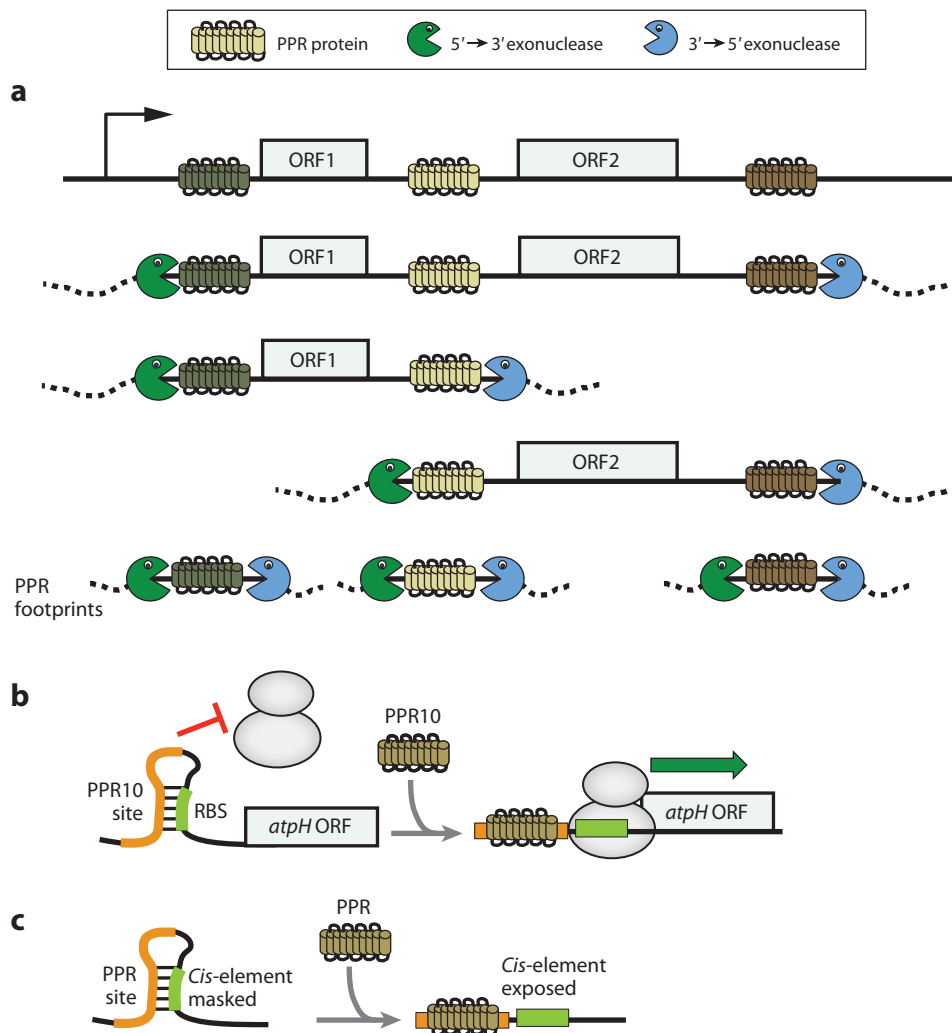 PPR protein
5′→3′ exonuclease
3′→5′ exonuclease
a
ORF1
ORF2
ORF1
ORF2
ORF1
ORF2
PPR
footprints
b
PPR10
PPR10
site
RBS
atpH ORF
atpH ORF
c
PPR
PPR
site
Cis-element
masked
Cis-element
exposed